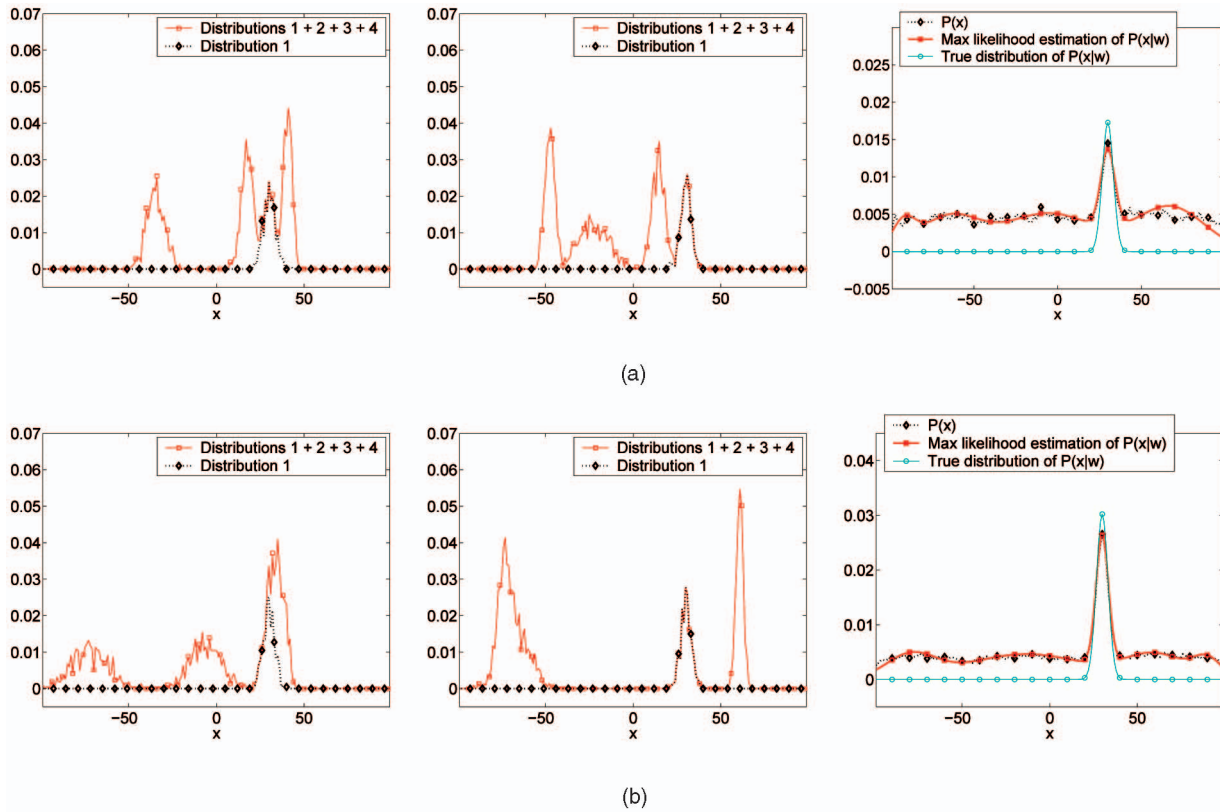 0.07
0.06
0.05
0.04
0.03
0.02
0.01
0
−50
0
50
x
Distributions 1 + 2 + 3 + 4
Distribution 1
0.07
0.06
0.05
0.04
0.03
0.02
0.01
0
−50
0
50
x
Distributions 1 + 2 + 3 + 4
Distribution 1
P(x)
Max likelihood estimation of P(x|w)
True distribution of P(x|w)
0.025
0.02
0.015
0.01
0.005
0
−0.005
−50
0
50
x
(a)
0.07
0.06
0.05
0.04
0.03
0.02
0.01
0
−50
0
50
x
Distributions 1 + 2 + 3 + 4
Distribution 1
0.07
0.06
0.05
0.04
0.03
0.02
0.01
0
−50
0
50
x
Distributions 1 + 2 + 3 + 4
Distribution 1
P(x)
Max likelihood estimation of P(x|w)
True distribution of P(x|w)
0.04
0.03
0.02
0.01
0
−50
0
50
x
(b)